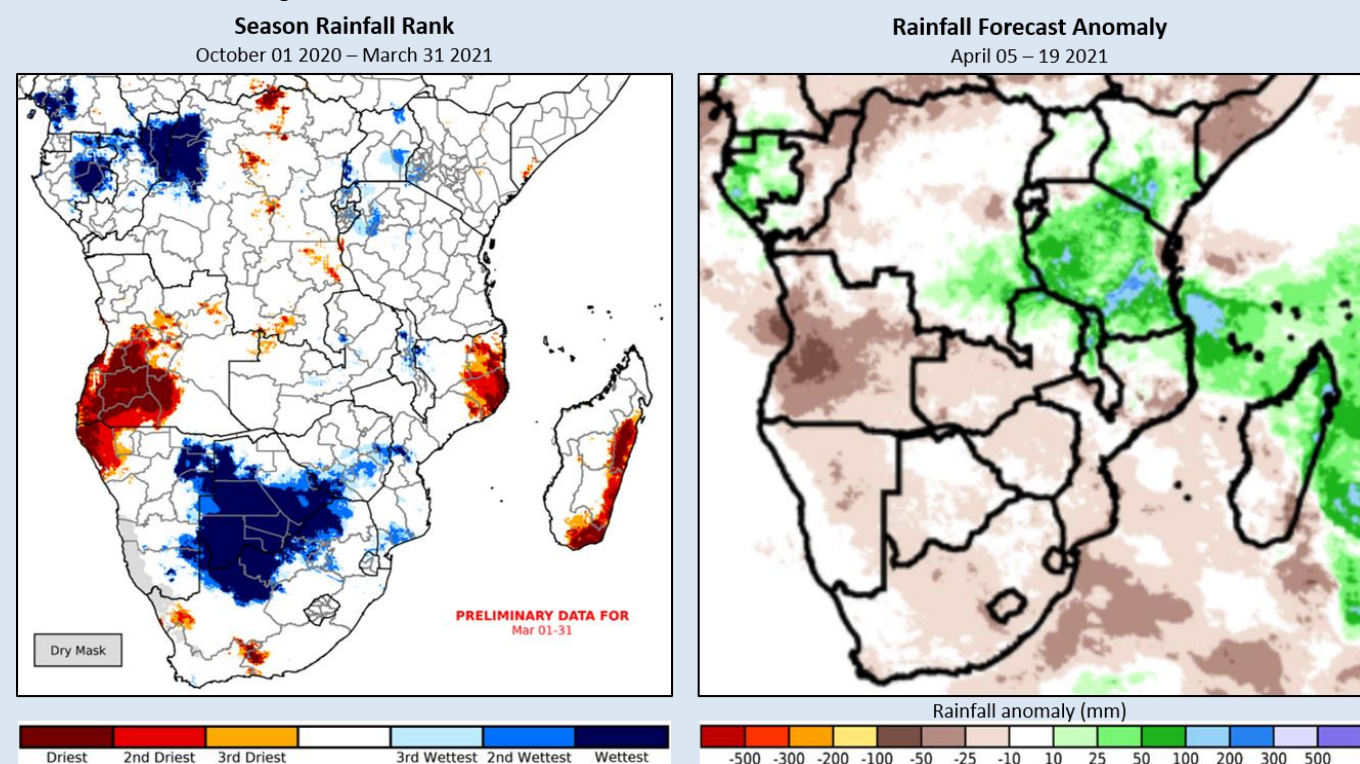 Season Rainfall Rank
October 01 2020 – March 31 2021
PRELIMINARY DATA FOR
Mar 01-31
Dry Mask
Driest 2nd Driest 3rd Driest 3rd Wettest 2nd Wettest Wettest
Rainfall Forecast Anomaly
April 05 – 19 2021
Rainfall anomaly (mm)
-500 -300 -200 -100 -50 -25 -10 10 25 50 100 200 300 500